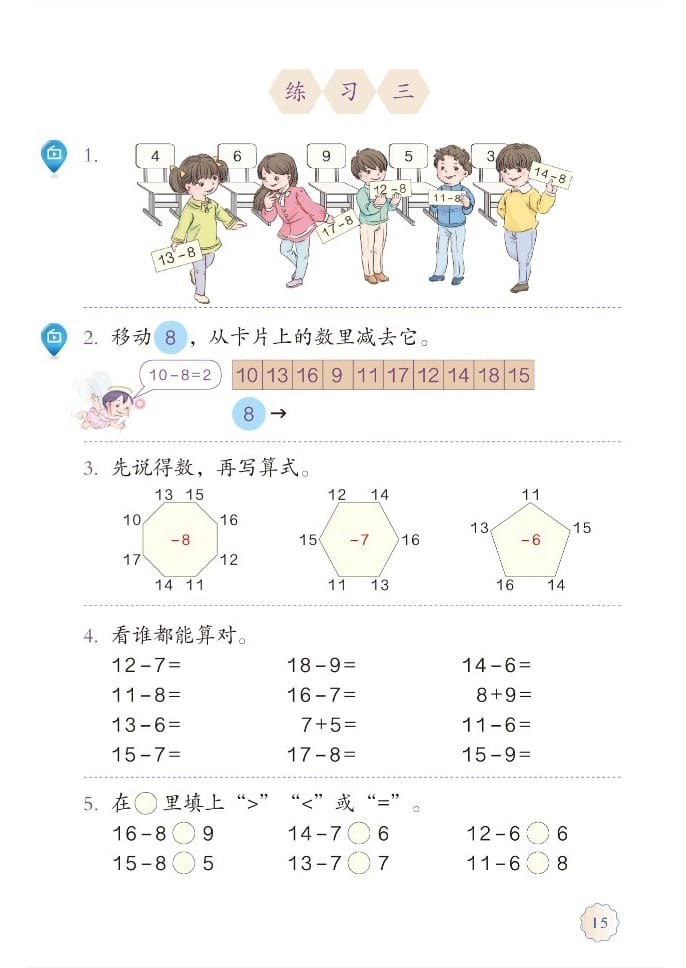 练习三
1.
4 6 9 5 3
13-8 17-8 12-8 11-8 14-8
2. 移动 8 ，从卡片上的数里减去它。
10-8=2 10 13 16 9 11 17 12 14 18 15
8 →
3. 先说得数，再写算式。
13 15 12 14 11
10 16 13 15
-8 15 -7 16 -6
17 12
14 11 11 13 16 14
4. 看谁都能算对。
12-7= 18-9= 14-6=
11-8= 16-7= 8+9=
13-6= 7+5= 11-6=
15-7= 17-8= 15-9=
5. 在○里填上“>”“<”或“=”。
16-8○9 14-7○6 12-6○6
15-8○5 13-7○7 11-6○8
15